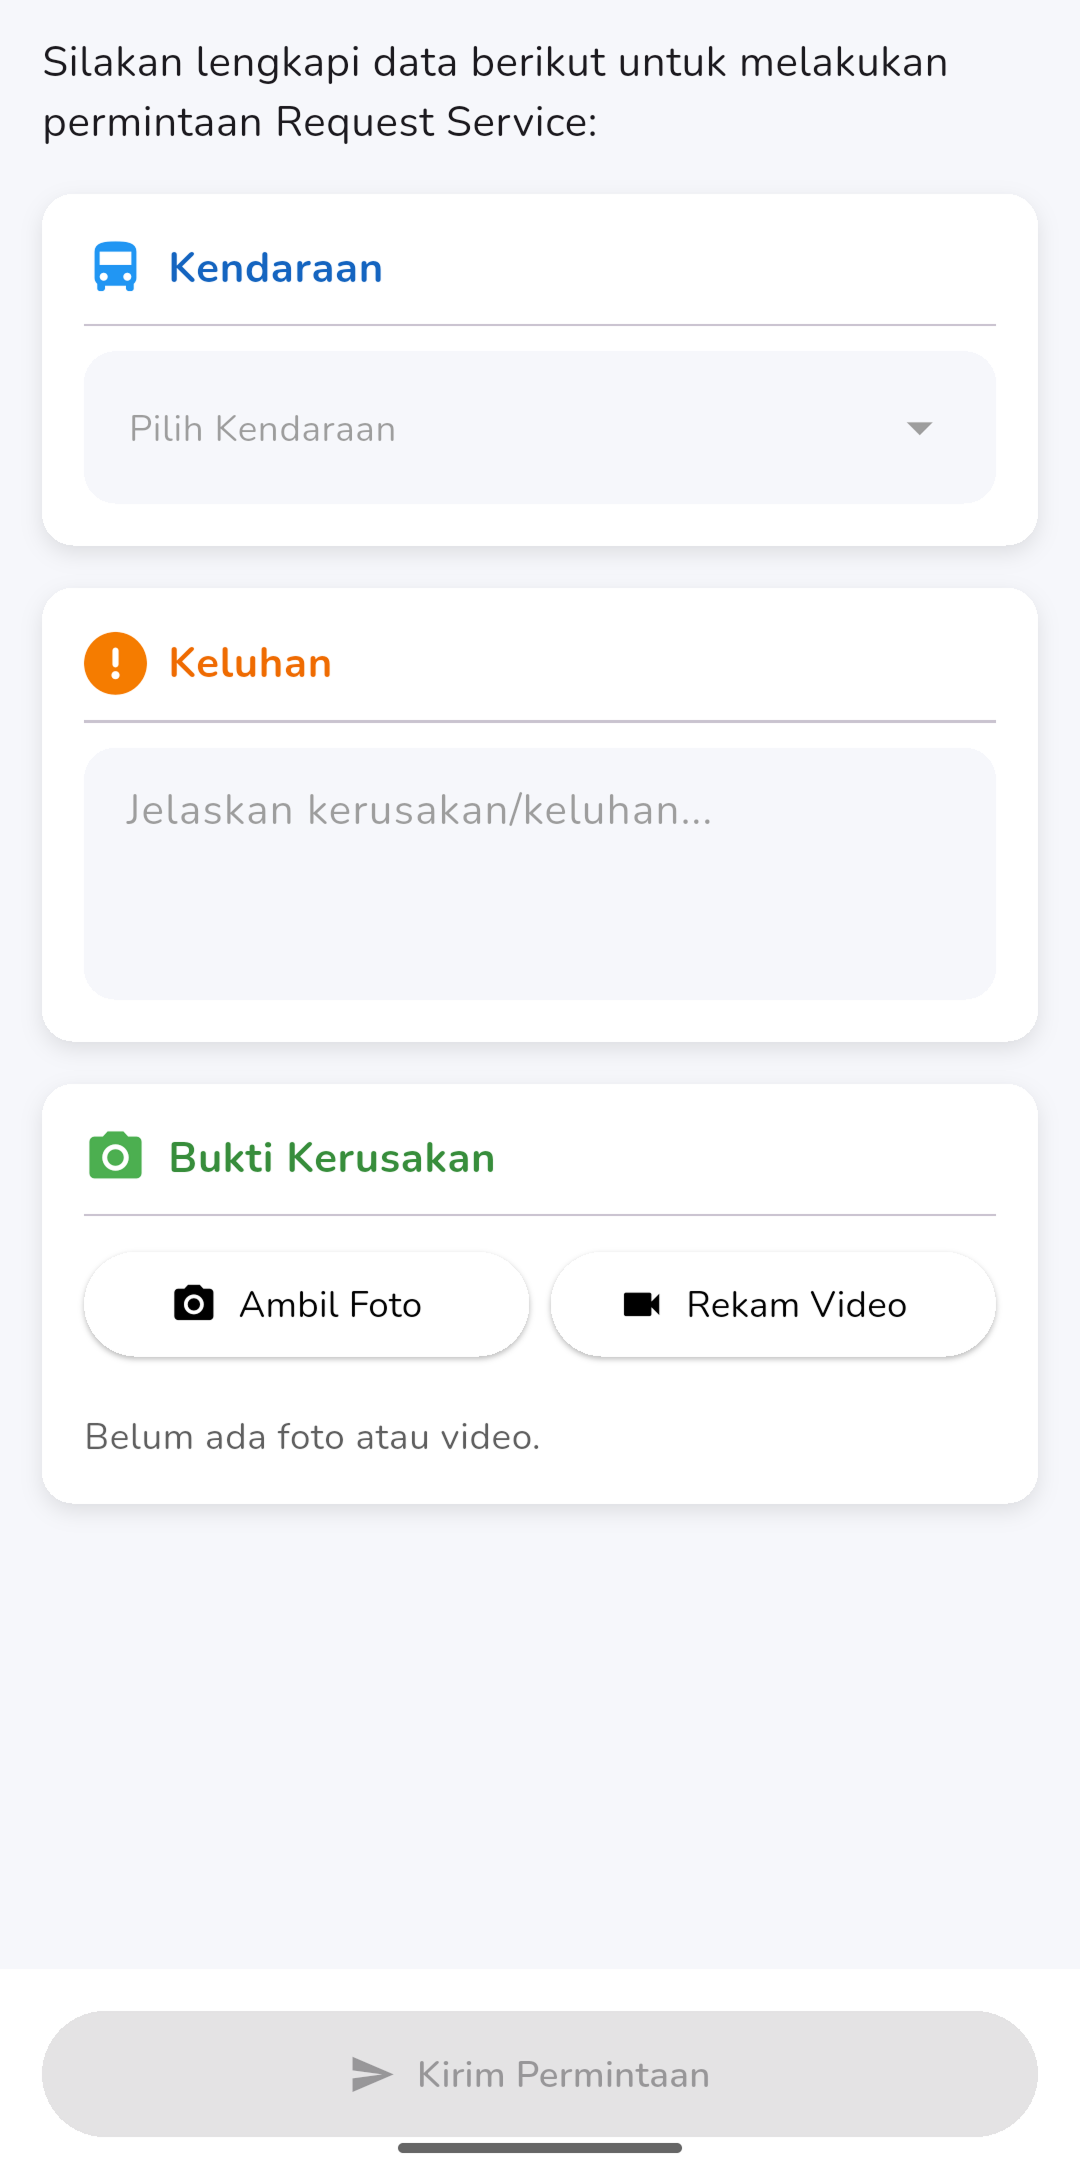 Silakan lengkapi data berikut untuk melakukan
permintaan Request Service:
Kendaraan
Pilih Kendaraan
Keluhan
Jelaskan kerusakan/keluhan...
Bukti Kerusakan
Ambil Foto
Rekam Video
Belum ada foto atau video.
Kirim Permintaan